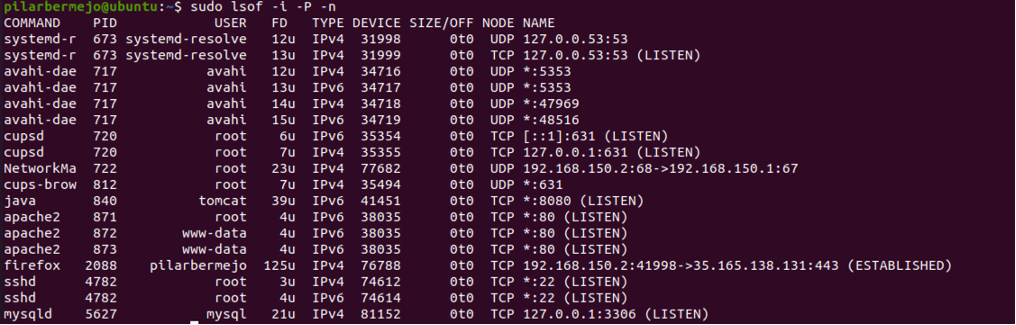 pilarbermejo@ubuntu:~$ sudo lsof -i -P -n
COMMAND    PID            USER   FD   TYPE DEVICE SIZE/OFF NODE NAME
systemd-r  673 systemd-resolve   12u  IPv4  31998      0t0  UDP 127.0.0.53:53
systemd-r  673 systemd-resolve   13u  IPv4  31999      0t0  TCP 127.0.0.53:53 (LISTEN)
avahi-dae  717           avahi   12u  IPv4  34716      0t0  UDP *:5353
avahi-dae  717           avahi   13u  IPv6  34717      0t0  UDP *:5353
avahi-dae  717           avahi   14u  IPv4  34718      0t0  UDP *:47969
avahi-dae  717           avahi   15u  IPv6  34719      0t0  UDP *:48516
cupsd      720            root    6u  IPv6  35354      0t0  TCP [::1]:631 (LISTEN)
cupsd      720            root    7u  IPv4  35355      0t0  TCP 127.0.0.1:631 (LISTEN)
NetworkMa  722            root   23u  IPv4  77682      0t0  UDP 192.168.150.2:68->192.168.150.1:67
cups-brow  812            root    7u  IPv4  35494      0t0  UDP *:631
java       840          tomcat   39u  IPv6  41451      0t0  TCP *:8080 (LISTEN)
apache2    871            root    4u  IPv6  38035      0t0  TCP *:80 (LISTEN)
apache2    872        www-data    4u  IPv6  38035      0t0  TCP *:80 (LISTEN)
apache2    873        www-data    4u  IPv6  38035      0t0  TCP *:80 (LISTEN)
firefox   2088    pilarbermejo  125u  IPv4  76788      0t0  TCP 192.168.150.2:41998->35.165.138.131:443 (ESTABLISHED)
sshd      4782            root    3u  IPv4  74612      0t0  TCP *:22 (LISTEN)
sshd      4782            root    4u  IPv6  74614      0t0  TCP *:22 (LISTEN)
mysqld    5627           mysql   21u  IPv4  81152      0t0  TCP 127.0.0.1:3306 (LISTEN)